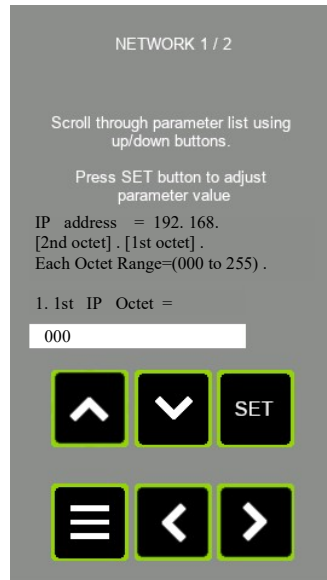 NETWORK 1 / 2
Scroll through parameter list using
up/down buttons.
Press SET button to adjust
parameter value
IP address = 192. 168.
[2nd octet] . [1st octet] .
Each Octet Range=(000 to 255) .
1. 1st IP Octet =
000
SET